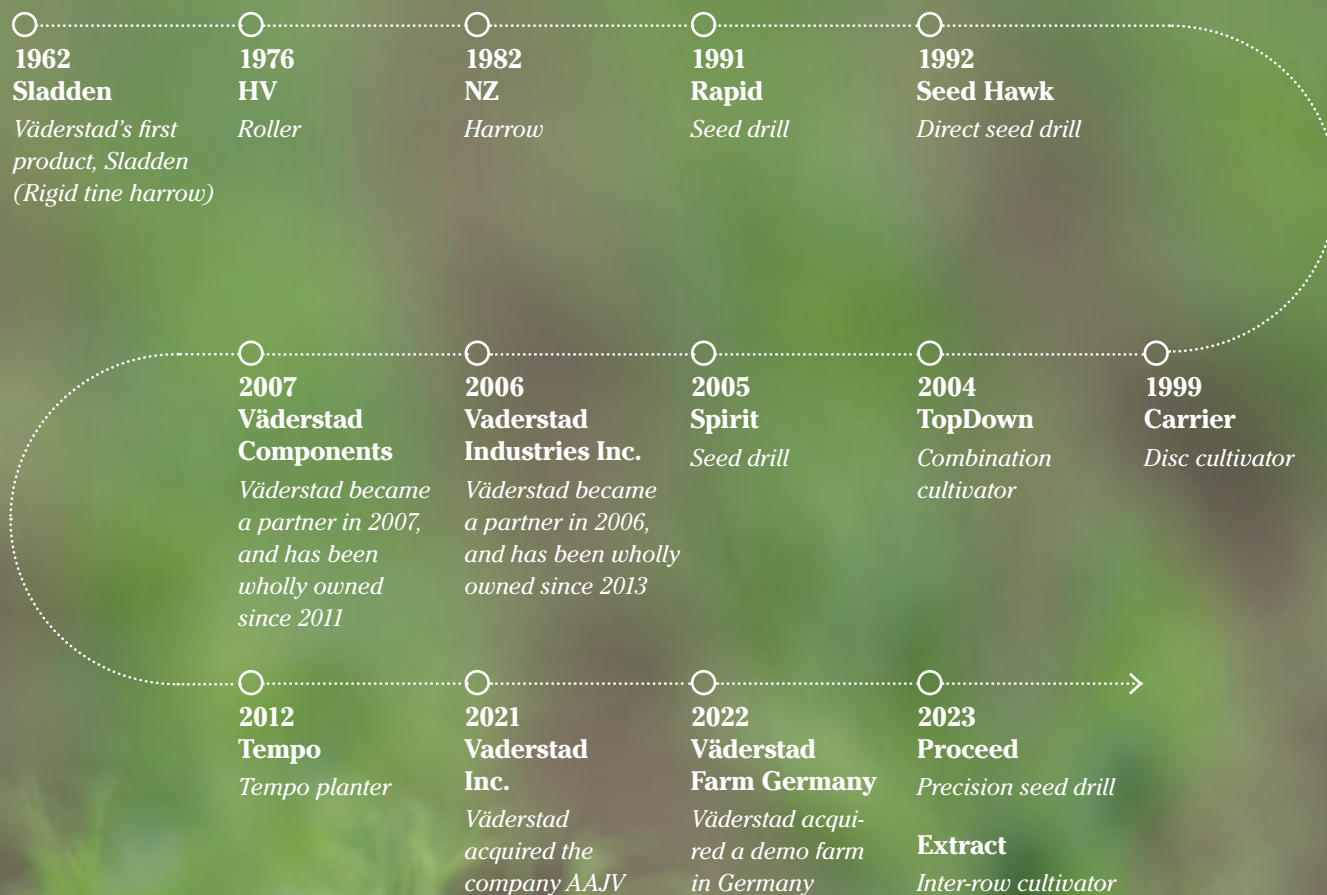 1962
Sladden
Väderstad's first
product, Sladden
(Rigid tine harrow)
1976
HV
Roller
1982
NZ
Harrow
1991
Rapid
Seed drill
1992
Seed Hawk
Direct seed drill
1999
Carrier
Disc cultivator
2004
TopDown
Combination
cultivator
2005
Spirit
Seed drill
2006
Vaderstad
Industries Inc.
Väderstad became
a partner in 2006,
and has been wholly
owned since 2013
2007
Väderstad
Components
Väderstad became
a partner in 2007,
and has been
wholly owned
since 2011
2012
Tempo
Tempo planter
2021
Vaderstad
Inc.
Väderstad
acquired the
company AAJV
2022
Väderstad
Farm Germany
Väderstad acqui-
red a demo farm
in Germany
2023
Proceed
Precision seed drill
Extract
Inter-row cultivator